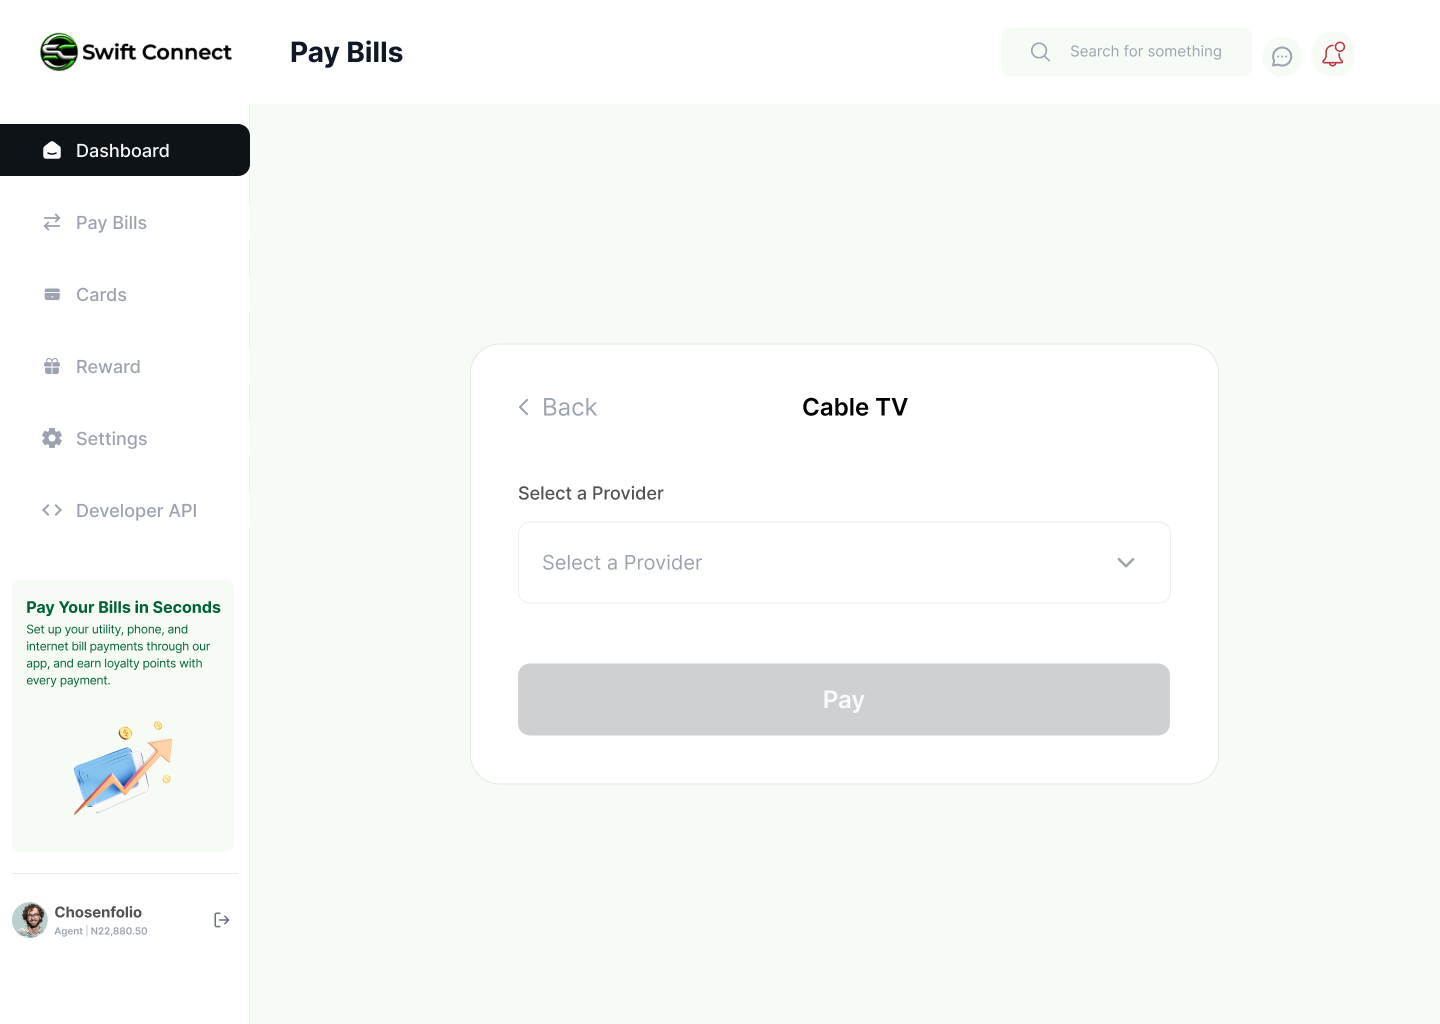 Swift Connect
Pay Bills
Search for something
Dashboard
Pay Bills
Cards
Reward
Settings
Developer API
Pay Your Bills in Seconds
Set up your utility, phone, and
internet bill payments through our
app, and earn loyalty points with
every payment.
Chosenfolio
Agent | N22,880.50
Back
Cable TV
Select a Provider
Select a Provider
Pay